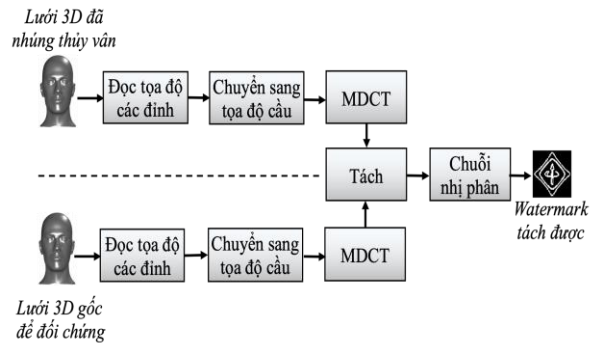 Lưới 3D đã
nhúng thủy vân
Đọc tọa độ
các đỉnh
Chuyển sang
tọa độ cầu
MDCT
Tách
Chuỗi
nhị phân
Watermark
tách được
Đọc tọa độ
các đỉnh
Chuyển sang
tọa độ cầu
MDCT
Lưới 3D gốc
để đối chứng